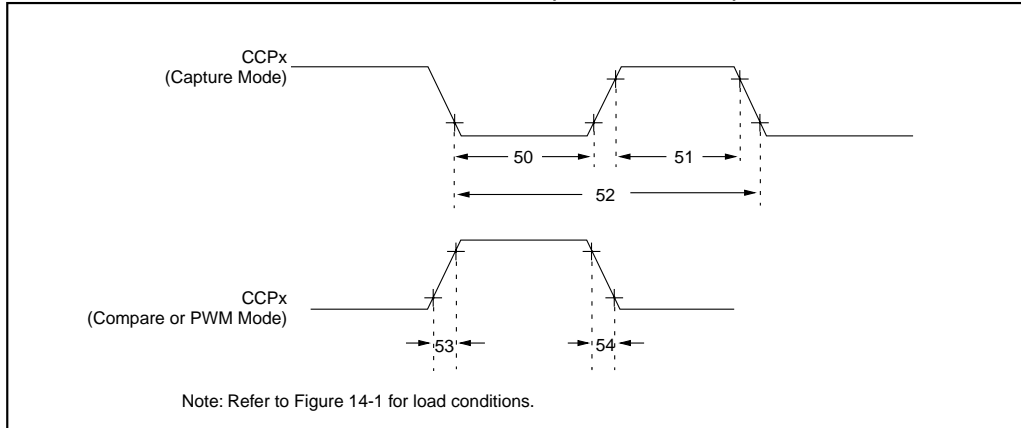 CCPx
(Capture Mode)
50
51
52
CCPx
(Compare or PWM Mode)
53
54
Note: Refer to Figure 14-1 for load conditions.